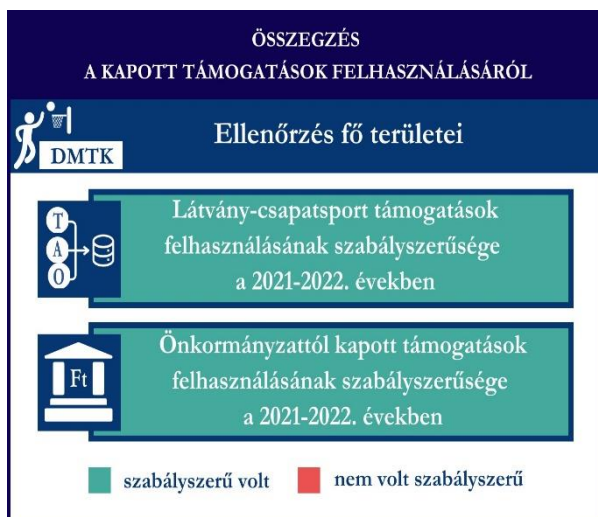 ÖSSZEGZÉS
A KAPOTT TÁMOGATÁSOK FELHASZNÁLÁSÁRÓL
DMTK
Ellenőrzés fő területei
T
A
O
Látvány-csapatsport támogatások
felhasználásának szabályszerűsége
a 2021-2022. években
Ft
Önkormányzattól kapott támogatások
felhasználásának szabályszerűsége
a 2021-2022. években
szabályszerű volt
nem volt szabályszerű